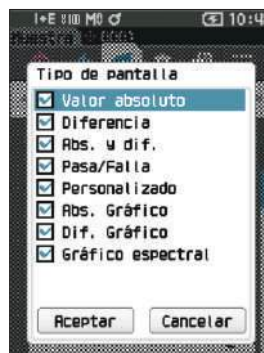 I+E M0 10:4
Tipo de pantalla
Valor absoluto
Diferencia
Abs. y dif.
Pasa/Falla
Personalizado
Abs. Gráfico
Dif. Gráfico
Gráfico espectral
Aceptar Cancelar